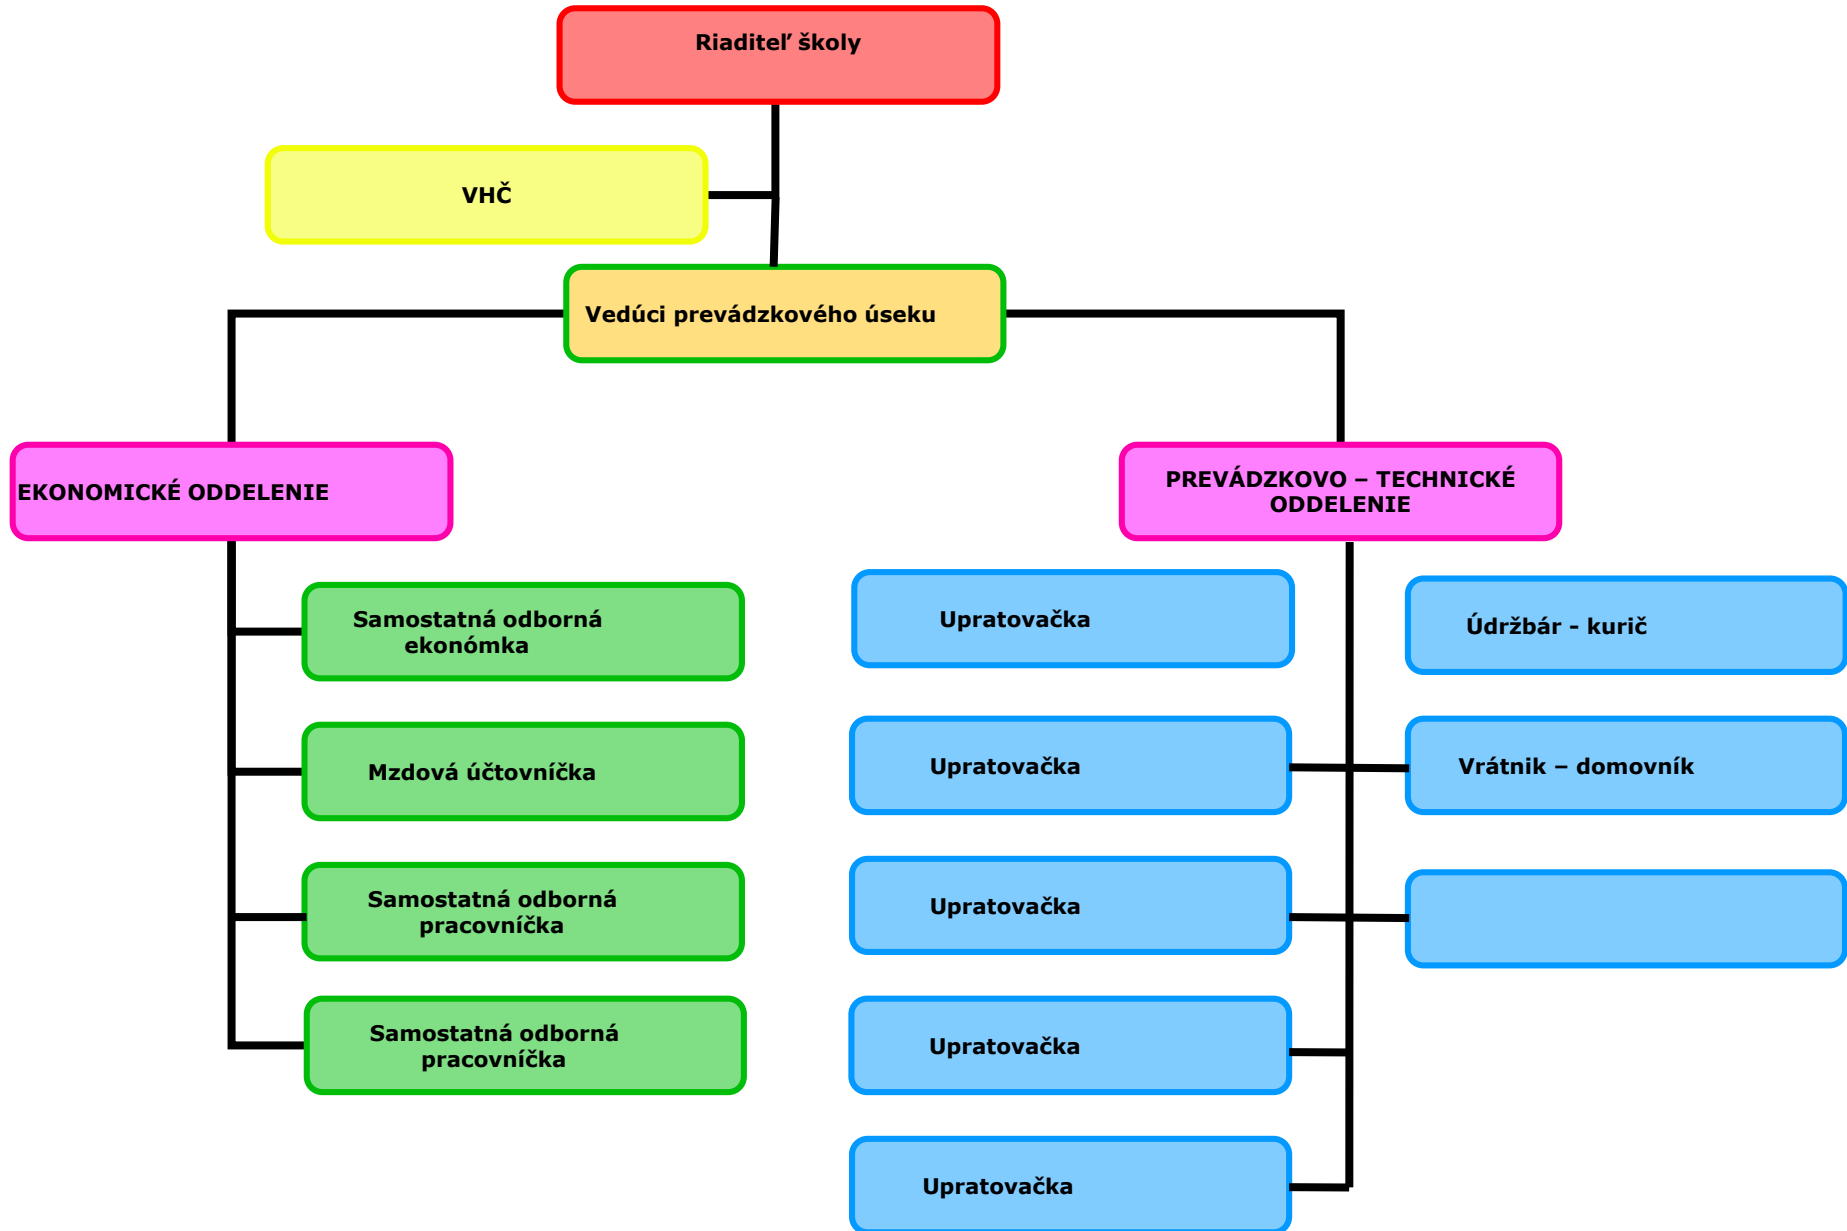 Riaditeľ školy
VHČ
Vedúci prevádzkového úseku
EKONOMICKÉ ODDELENIE
PREVÁDZKOVO – TECHNICKÉ
ODDELENIE
Samostatná odborná
ekonómka
Mzdová účtovníčka
Samostatná odborná
pracovníčka
Samostatná odborná
pracovníčka
Upratovačka
Upratovačka
Upratovačka
Upratovačka
Upratovačka
Údržbár - kurič
Vrátnik – domovník